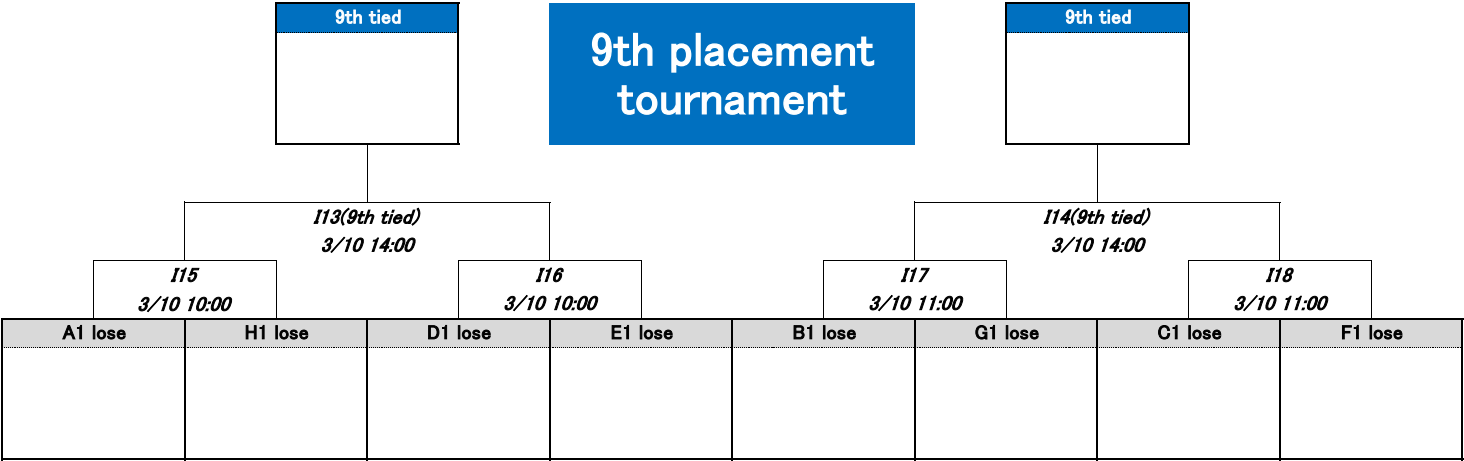 9th tied
9th placement
tournament
9th tied
I13(9th tied)
3/10 14:00
I14(9th tied)
3/10 14:00
I15
3/10 10:00
I16
3/10 10:00
I17
3/10 11:00
I18
3/10 11:00
A1 lose
H1 lose
D1 lose
E1 lose
B1 lose
G1 lose
C1 lose
F1 lose